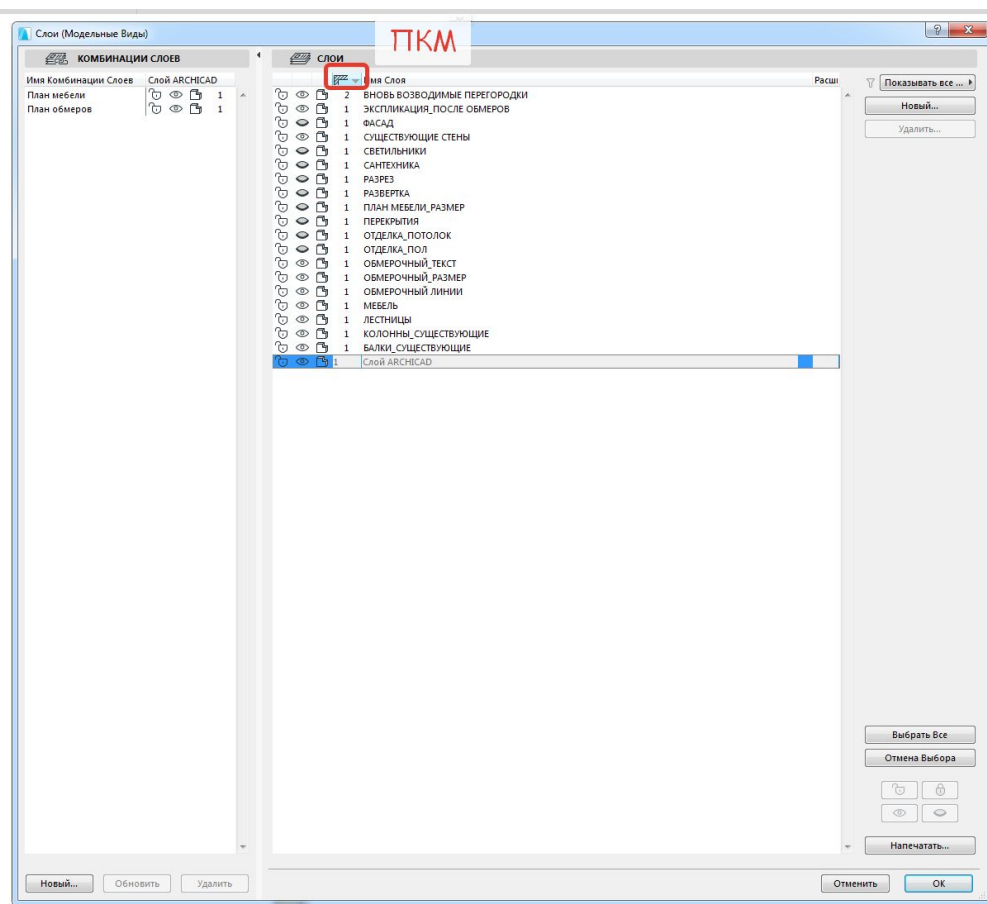 ПКМ
Слои (Модельные Виды)
КОМБИНАЦИИ СЛОЕВ
СЛОИ
Имя Комбинации Слоев Слой ARCHICAD
План мебели 1
План обмеров 1
Имя Слоя Расши
2 ВНОВЬ ВОЗВОДИМЫЕ ПЕРЕГОРОДКИ
1 ЭКСПЛИКАЦИЯ_ПОСЛЕ ОБМЕРОВ
1 ФАСАД
1 СУЩЕСТВУЮЩИЕ СТЕНЫ
1 СВЕТИЛЬНИКИ
1 САНТЕХНИКА
1 РАЗРЕЗ
1 РАЗВЕРТКА
1 ПЛАН МЕБЕЛИ_РАЗМЕР
1 ПЕРЕКРЫТИЯ
1 ОТДЕЛКА_ПОТОЛОК
1 ОТДЕЛКА_ПОЛ
1 ОБМЕРОЧНЫЙ_ТЕКСТ
1 ОБМЕРОЧНЫЙ_РАЗМЕР
1 ОБМЕРОЧНЫЙ ЛИНИИ
1 МЕБЕЛЬ
1 ЛЕСТНИЦЫ
1 КОЛОННЫ_СУЩЕСТВУЮЩИЕ
1 БАЛКИ_СУЩЕСТВУЮЩИЕ
1 Слой ARCHICAD
Показывать все ...
Новый...
Удалить...
Выбрать Все
Отмена Выбора
Напечатать...
Новый... Обновить Удалить
Отменить ОК